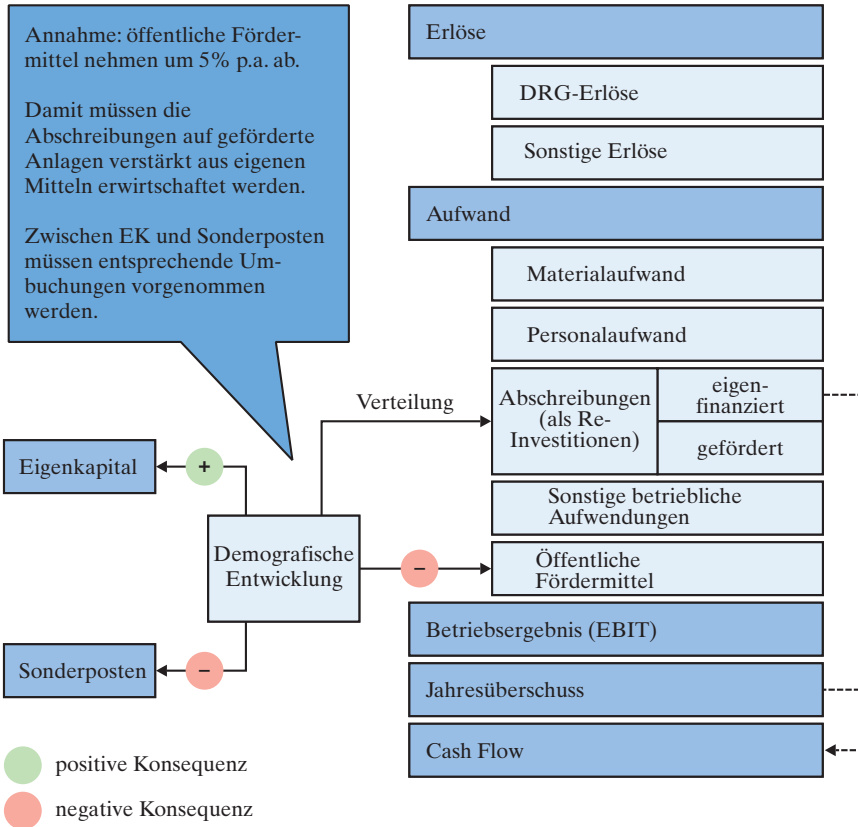 Annahme: öffentliche Förder-
mittel nehmen um 5% p.a. ab.
Damit müssen die
Abschreibungen auf geförderte
Anlagen verstärkt aus eigenen
Mitteln erwirtschaftet werden.
Zwischen EK und Sonderposten
müssen entsprechende Um-
buchungen vorgenommen
werden.
Erlöse
DRG-Erlöse
Sonstige Erlöse
Aufwand
Materialaufwand
Personalaufwand
Verteilung
Abschreibungen
(als Re-
Investitionen)
eigen-
finanziert
gefördert
Eigenkapital
+
Sonstige betriebliche
Aufwendungen
Demografische
Entwicklung
–
Öffentliche
Fördermittel
Betriebsergebnis (EBIT)
Sonderposten
–
Jahresüberschuss
Cash Flow
positive Konsequenz
negative Konsequenz